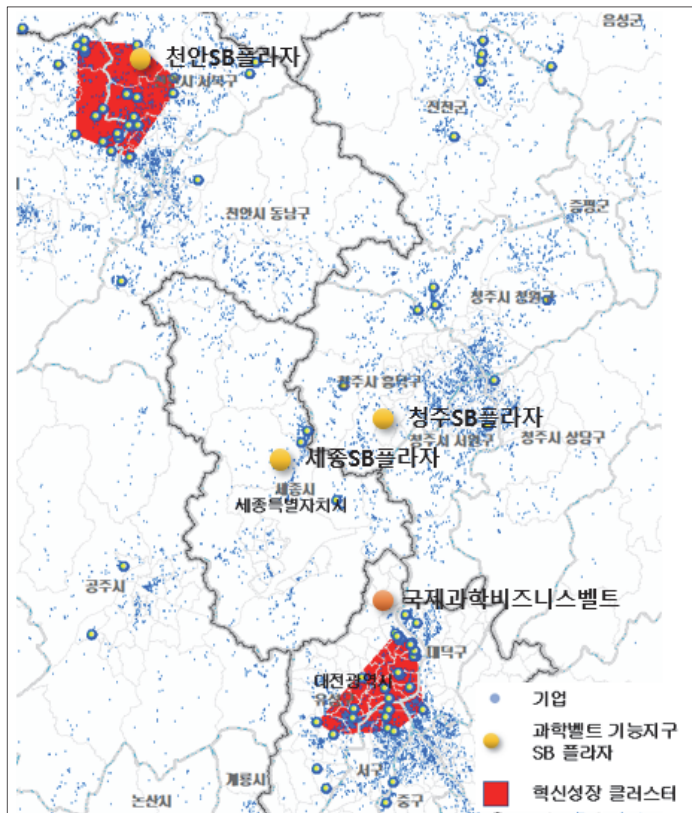 음성군
천안SB플라자
천안시 서북구
진천군
증평군
천안시 동남구
청주시 청원군
청주시 흥덕구
청주SB플라자
청주시 서원구
청주시 상당구
세종SB플라자
세종시
세종특별자치시
공주시
국제과학비즈니스벨트
대덕구
대전광역시
서구
계룡시
논산시
중구
기업
과학벨트 기능지구
SB 플라자
혁신성장 클러스터